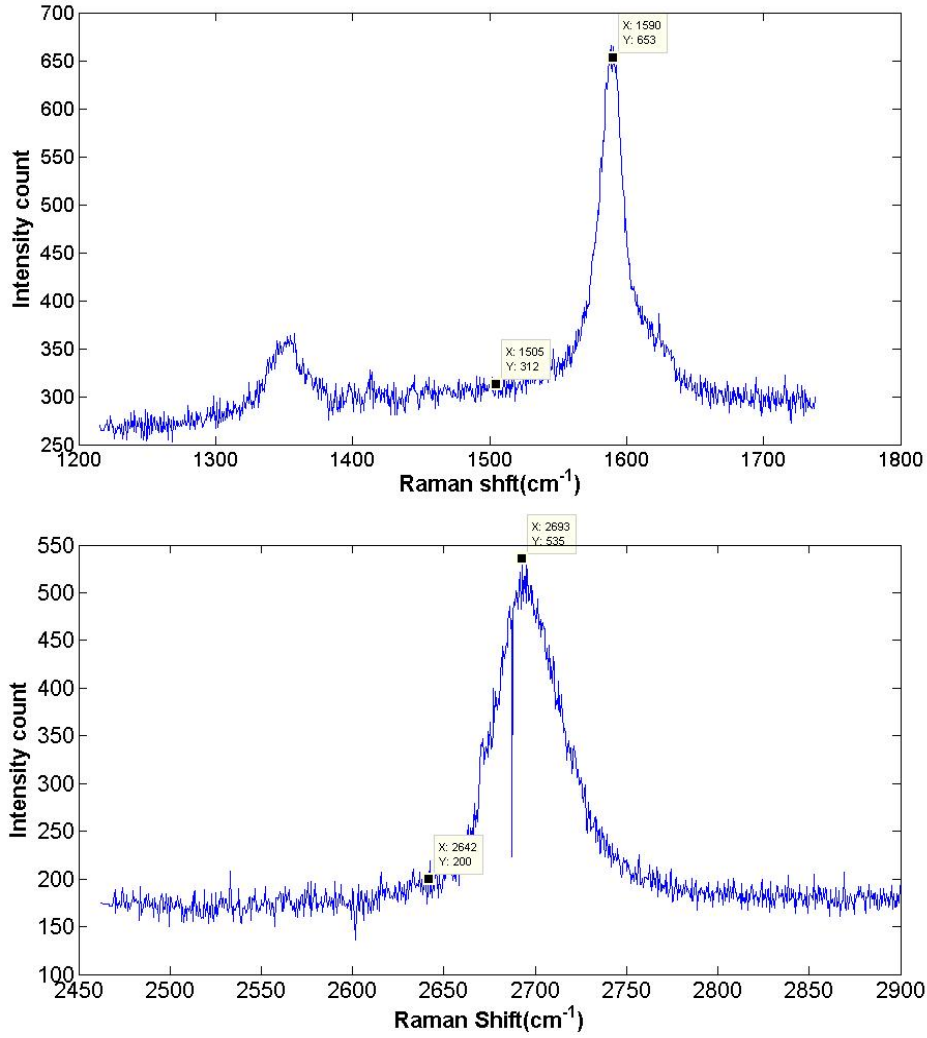 700
650
600
550
500
450
400
350
300
250
Intensity count
X: 1590
Y: 653
X: 1505
Y: 312
1200 1300 1400 1500 1600 1700 1800
Raman shft(cm-1)
550
500
450
400
350
300
250
200
150
100
Intensity count
X: 2693
Y: 535
X: 2642
Y: 200
2450 2500 2550 2600 2650 2700 2750 2800 2850 2900
Raman Shift(cm-1)